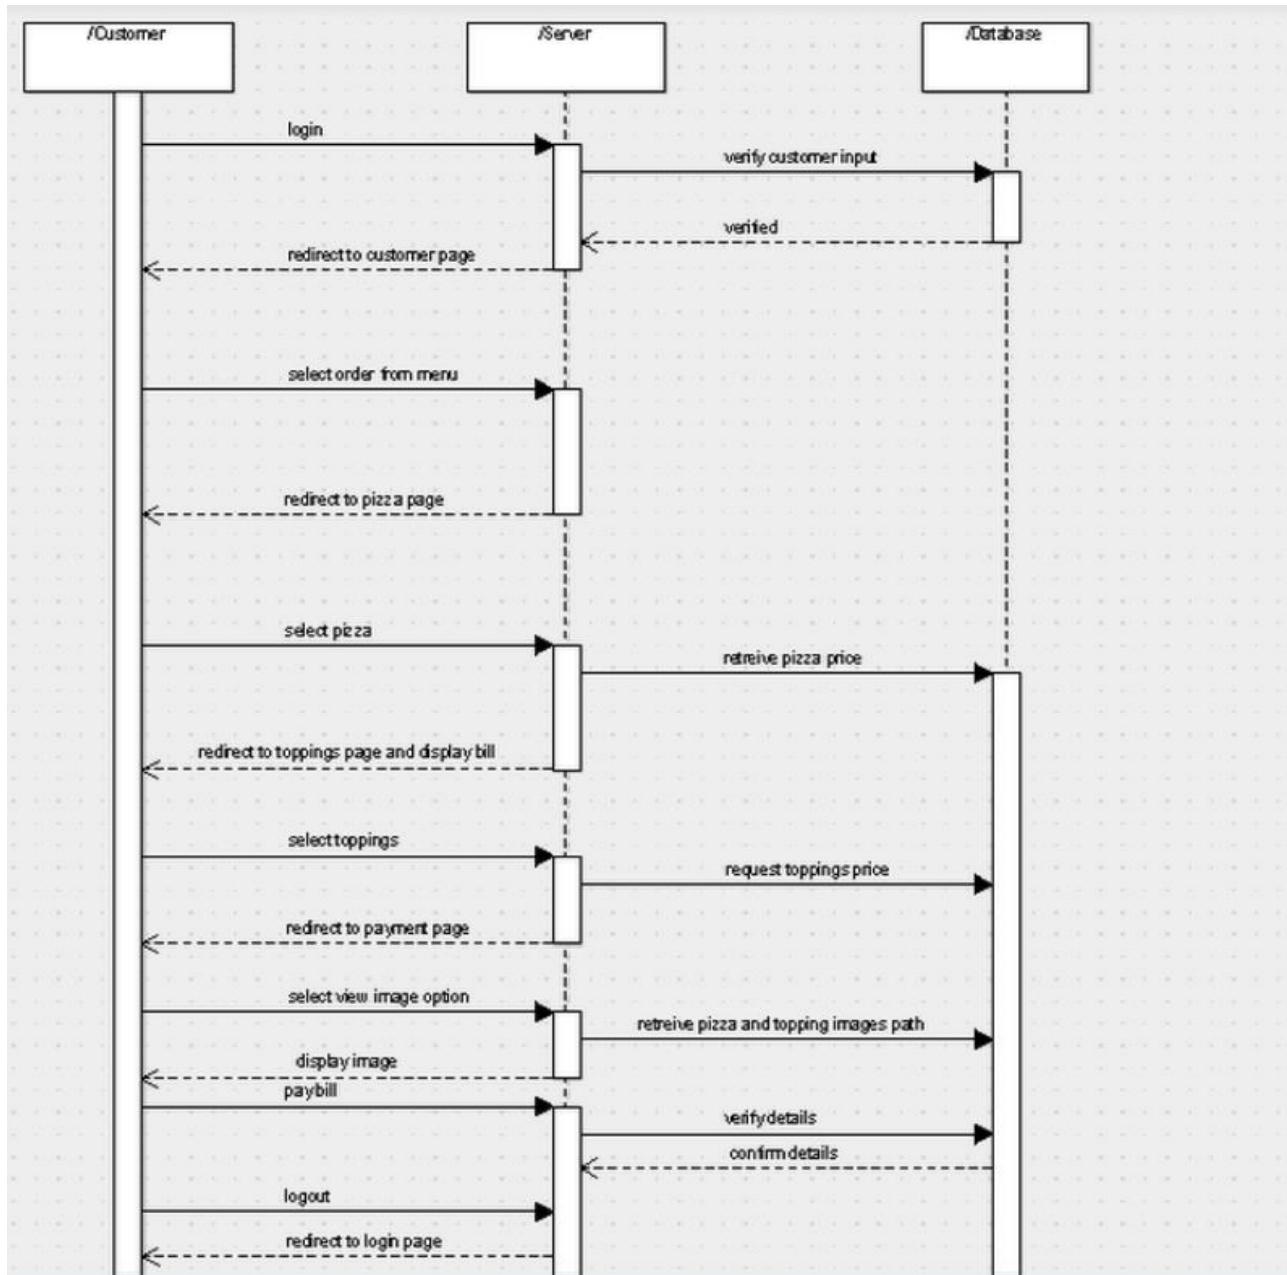 /Customer
/Server
/Database
login
verify customer input
verified
redirect to customer page
select order from menu
redirect to pizza page
select pizza
retreive pizza price
redirect to toppings page and display bill
select toppings
request toppings price
redirect to payment page
select view image option
retreive pizza and topping images path
display image
pay bill
verify details
confirm details
logout
redirect to login page